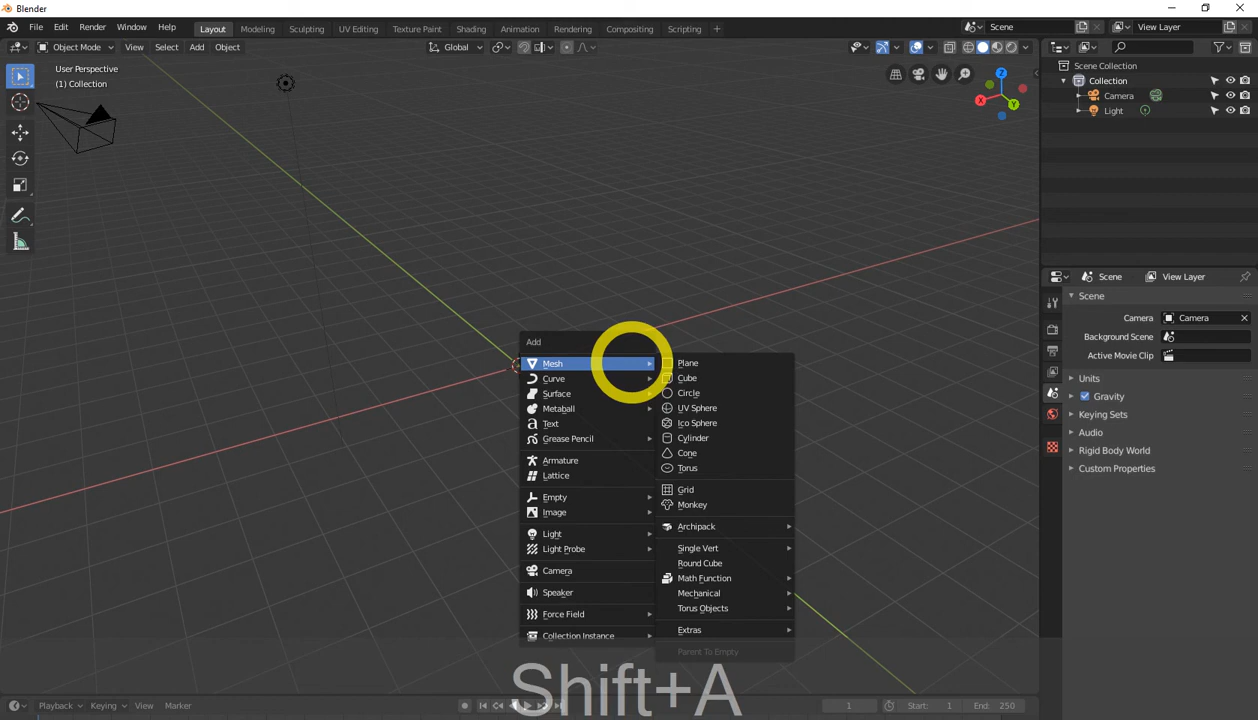 Blender
File Edit Render Window Help Layout Modeling Sculpting UV Editing Texture Paint Shading Animation Rendering Compositing Scripting Scene View Layer
Object Mode View Select Add Object Global
User Perspective
(1) Collection
Z
X
Y
Scene Collection
Collection
Camera
Light
Scene View Layer
Scene
Camera Camera
Background Scene
Active Movie Clip
Units
Gravity
Keying Sets
Audio
Rigid Body World
Custom Properties
Add
Mesh
Curve
Surface
Metaball
Text
Grease Pencil
Armature
Lattice
Empty
Image
Light
Light Probe
Camera
Speaker
Force Field
Collection Instance
Plane
Cube
Circle
UV Sphere
Ico Sphere
Cylinder
Cone
Torus
Grid
Monkey
Archipack
Single Vert
Round Cube
Math Function
Mechanical
Torus Objects
Extras
Parent To Empty
Shift+A
Playback Keying View Marker 1 Start: 1 End: 250